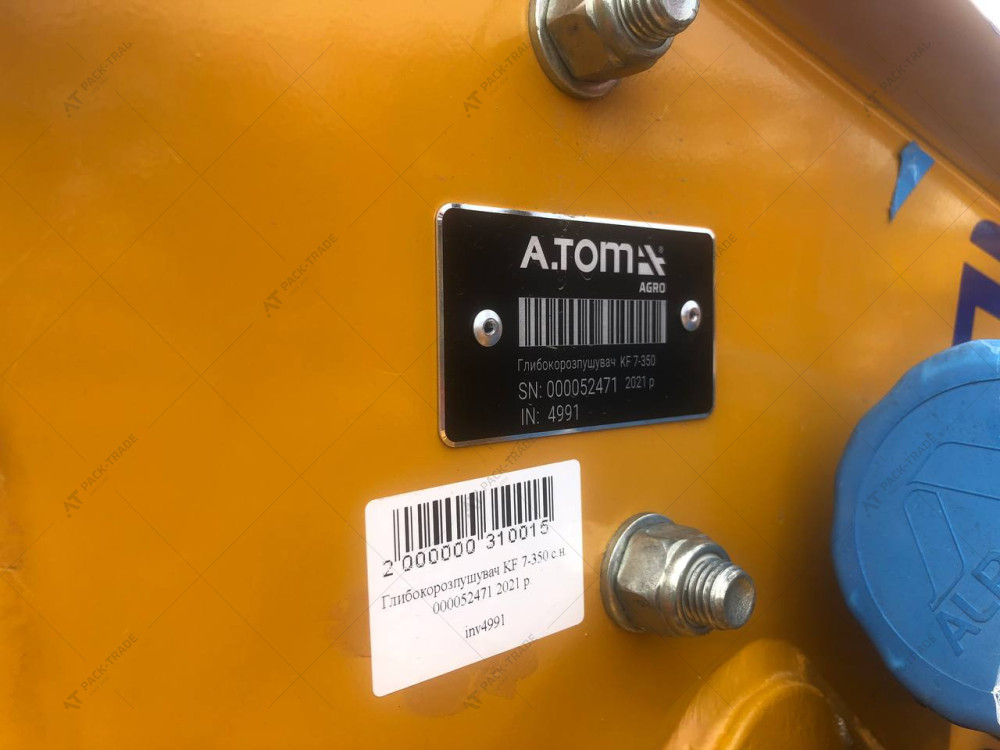 A.TOM
AGRO
Глибокорозпушувач KF 7-350
SN: 000052471 2021 р
IN: 4991
2 000000 310015
Глибокорозпушувач KF 7-350 с.н.
000052471 2021 р.
inv4991
AT PACK-TRADE